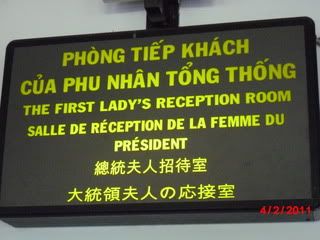 PHÒNG TIẾP KHÁCH
CỦA PHU NHÂN TỔNG THỐNG
THE FIRST LADY'S RECEPTION ROOM
SALLE DE RÉCEPTION DE LA FEMME DU
PRÉSIDENT
總統夫人招待室
大統領夫人の応接室
4/2/2011